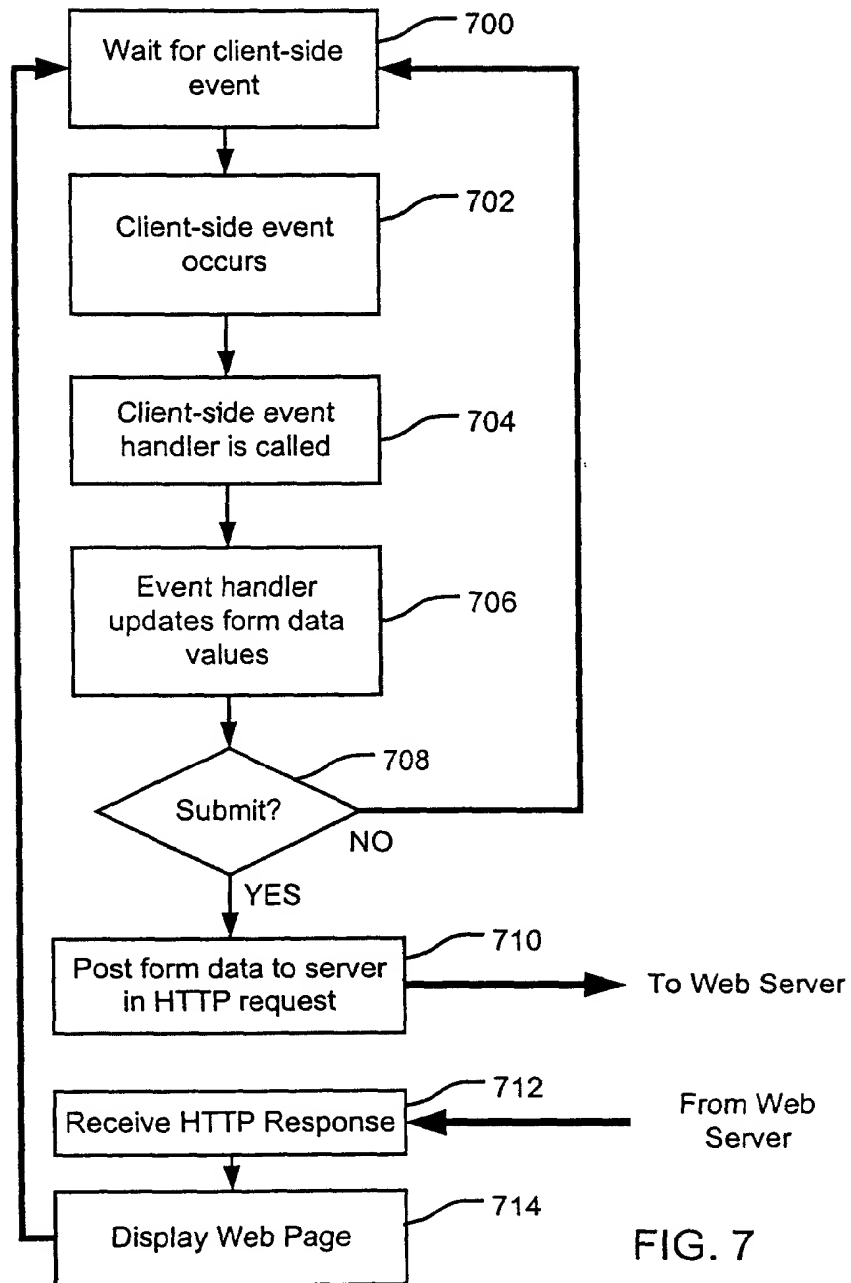 700
Wait for client-side
event
702
Client-side event
occurs
Client-side event
handler is called
704
Event handler
updates form data
values
706
708
Submit?
NO
YES
710
Post form data to server
in HTTP request
To Web Server
712
Receive HTTP Response
From Web
Server
714
Display Web Page
FIG. 7